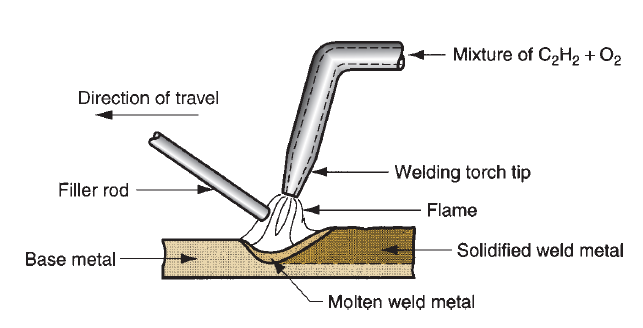 Mixture of C₂H₂ + O₂
Direction of travel
Welding torch tip
Filler rod
Flame
Solidified weld metal
Base metal
Molten weld metal